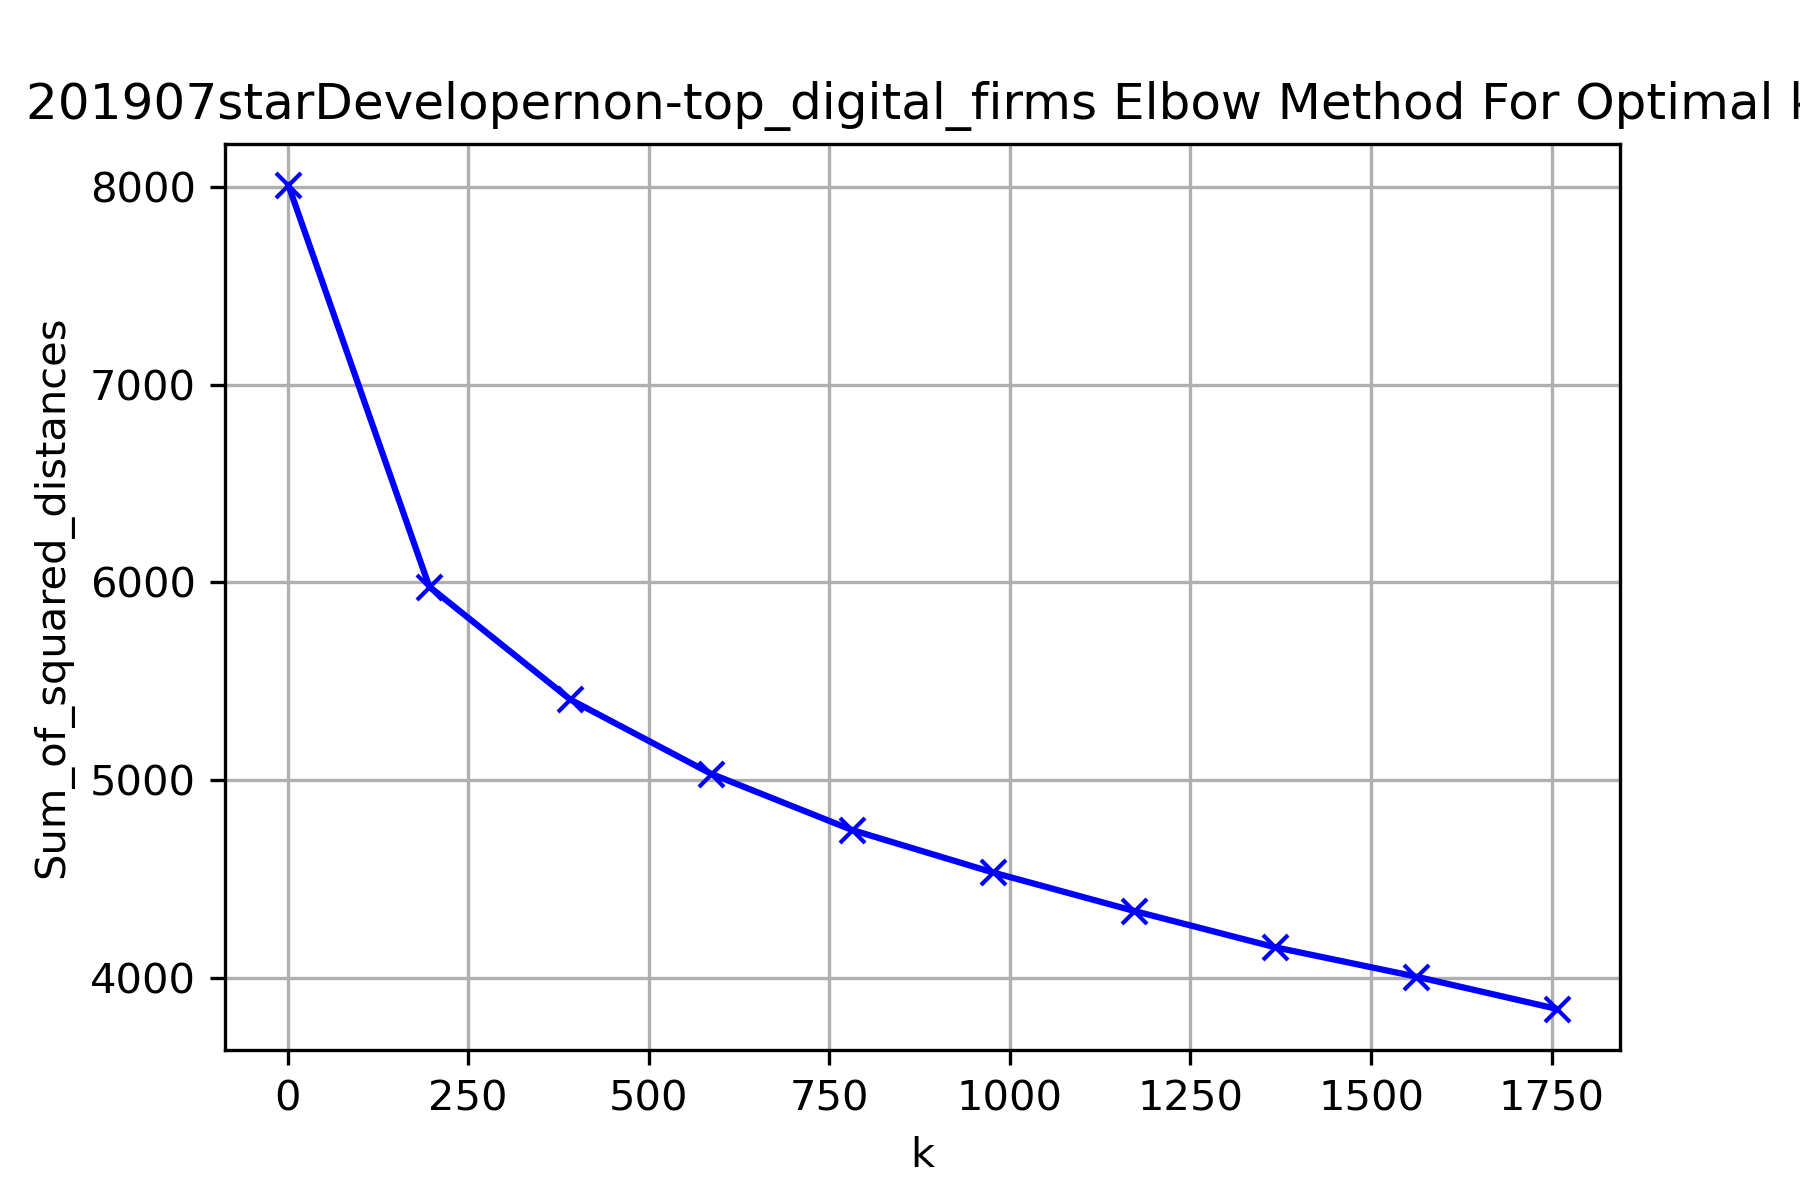 201907starDevelopernon-top_digital_firms Elbow Method For Optimal k
Sum_of_squared_distances
8000
7000
6000
5000
4000
0 250 500 750 1000 1250 1500 1750
k